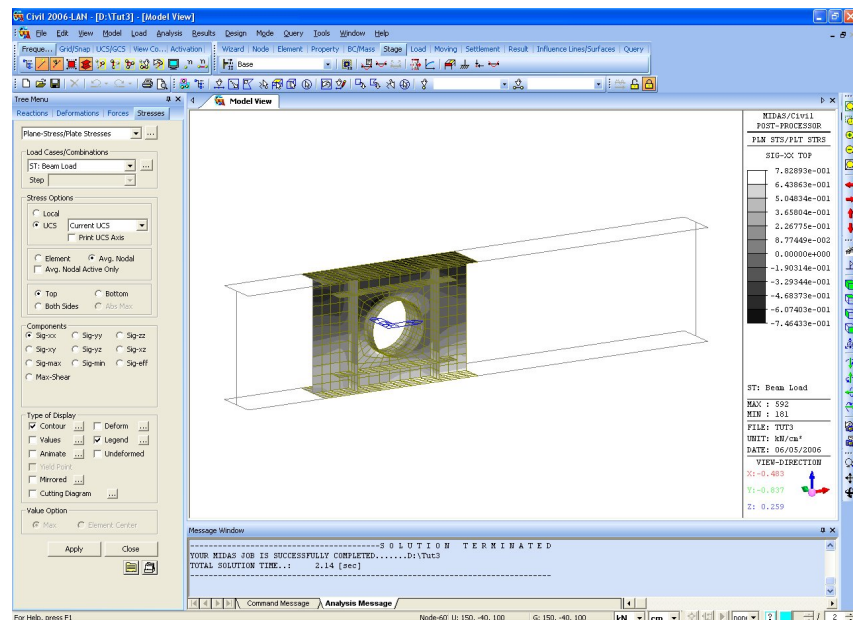 Civil 2006-LAN - [D:\Tut3] - [Model View]
File Edit View Model Load Analysis Results Design Mode Query Tools Window Help
Freque... Grid/Snap UCS/GCS View Co... Activation Wizard Node Element Property BC/Mass Stage Load Moving Settlement Result Influence Lines/Surfaces Query
Base
Tree Menu
Reactions Deformations Forces Stresses
Model View
Plane-Stress/Plate Stresses
Load Cases/Combinations
ST: Beam Load
Step
Stress Options
Local
UCS Current UCS
Print UCS Axis
Element Avg. Nodal
Avg. Nodal Active Only
Top Bottom
Both Sides Abs Max
Components
Sig-xx Sig-yy Sig-zz
Sig-xy Sig-yz Sig-xz
Sig-max Sig-min Sig-eff
Max-Shear
Type of Display
Contour ... Deform ...
Values ... Legend ...
Animate ... Undeformed
Yield Point
Mirrored ...
Cutting Diagram ...
Value Option
Max Element Center
Apply Close
MIDAS/Civil
POST-PROCESSOR
PLN STS/PLT STRS
SIG-XX TOP
7.82893e-001
6.43863e-001
5.04834e-001
3.65804e-001
2.26775e-001
8.77449e-002
0.00000e+000
-1.90314e-001
-3.29344e-001
-4.68373e-001
-6.07403e-001
-7.46433e-001
ST: Beam Load
MAX : 592
MIN : 181
FILE: TUT3
UNIT: kN/cm²
DATE: 06/05/2006
VIEW-DIRECTION
X:-0.483
Y:-0.837
Z: 0.259
Message Window
SOLUTION TERMINATED
YOUR MIDAS JOB IS SUCCESSFULLY COMPLETED.......D:\Tut3
TOTAL SOLUTION TIME..: 2.14 [sec]
Command Message Analysis Message
For Help, press F1
Node-60 U: 150, -40, 100 G: 150, -40, 100 kN cm non ? / 2